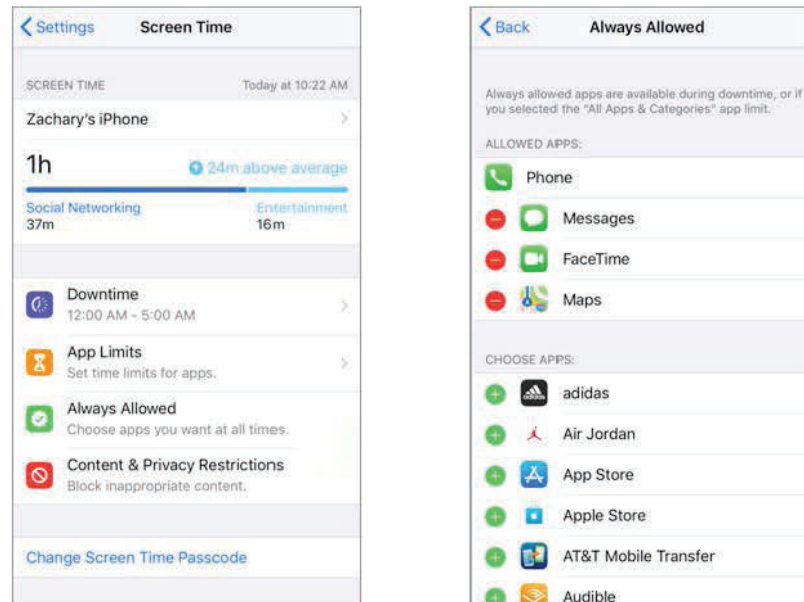 Settings
Screen Time
SCREEN TIME
Today at 10:22 AM
Zachary's iPhone
1h
24m above average
Social Networking
Entertainment
37m
16m
Downtime
12:00 AM – 5:00 AM
App Limits
Set time limits for apps.
Always Allowed
Choose apps you want at all times.
Content & Privacy Restrictions
Block inappropriate content.
Change Screen Time Passcode
Back
Always Allowed
Always allowed apps are available during downtime, or if
you selected the "All Apps & Categories" app limit.
ALLOWED APPS:
Phone
Messages
FaceTime
Maps
CHOOSE APPS:
adidas
adidas
Air Jordan
App Store
Apple Store
AT&T Mobile Transfer
Audible